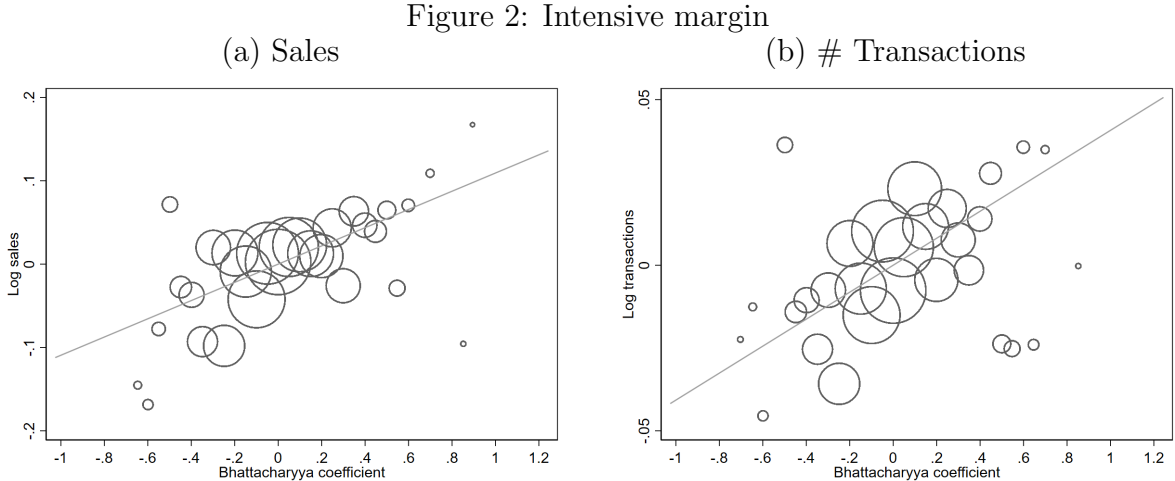 Figure 2: Intensive margin
(a) Sales
(b) # Transactions
Log sales
.2
.1
0
-.1
-.2
-1 -.8 -.6 -.4 -.2 0 .2 .4 .6 .8 1 1.2
Bhattacharyya coefficient
Log transactions
.05
0
-.05
-1 -.8 -.6 -.4 -.2 0 .2 .4 .6 .8 1 1.2
Bhattacharyya coefficient